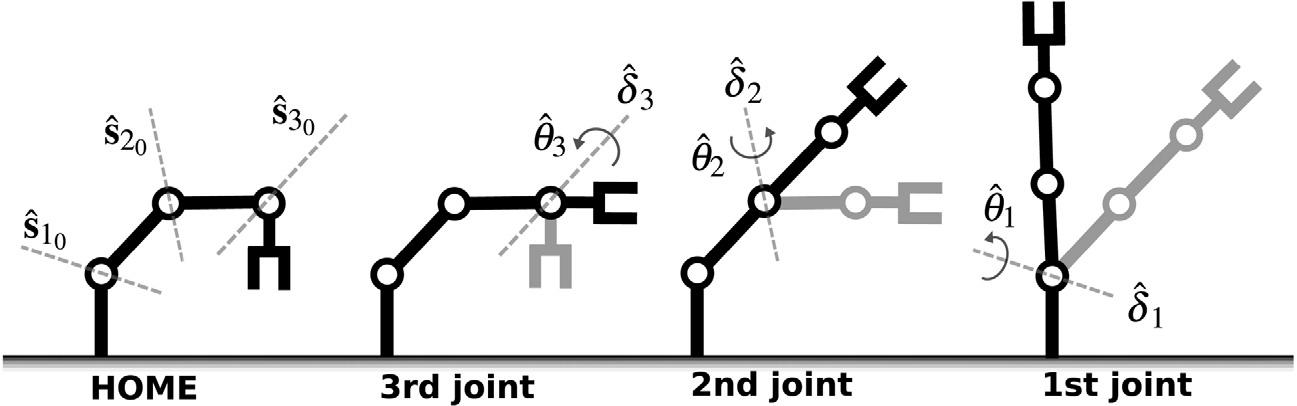 ŝ₁₀
ŝ₂₀
ŝ₃₀
θ̂₃
δ̂₃
θ̂₂
δ̂₂
θ̂₁
δ̂₁
HOME
3rd joint
2nd joint
1st joint